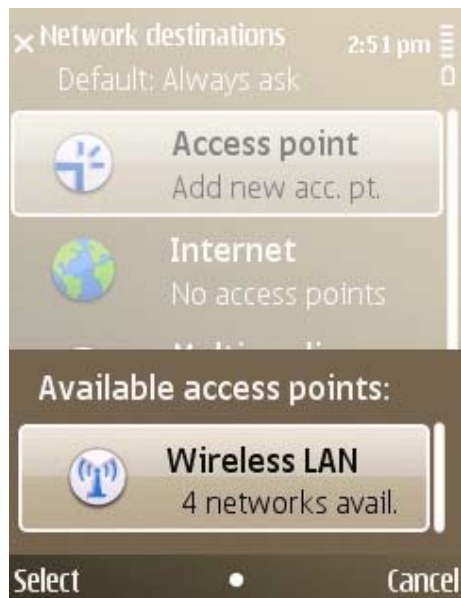 Network destinations
2:51 pm
Default: Always ask
Access point
Add new acc. pt.
Internet
No access points
Available access points:
Wireless LAN
4 networks avail.
Select
Cancel